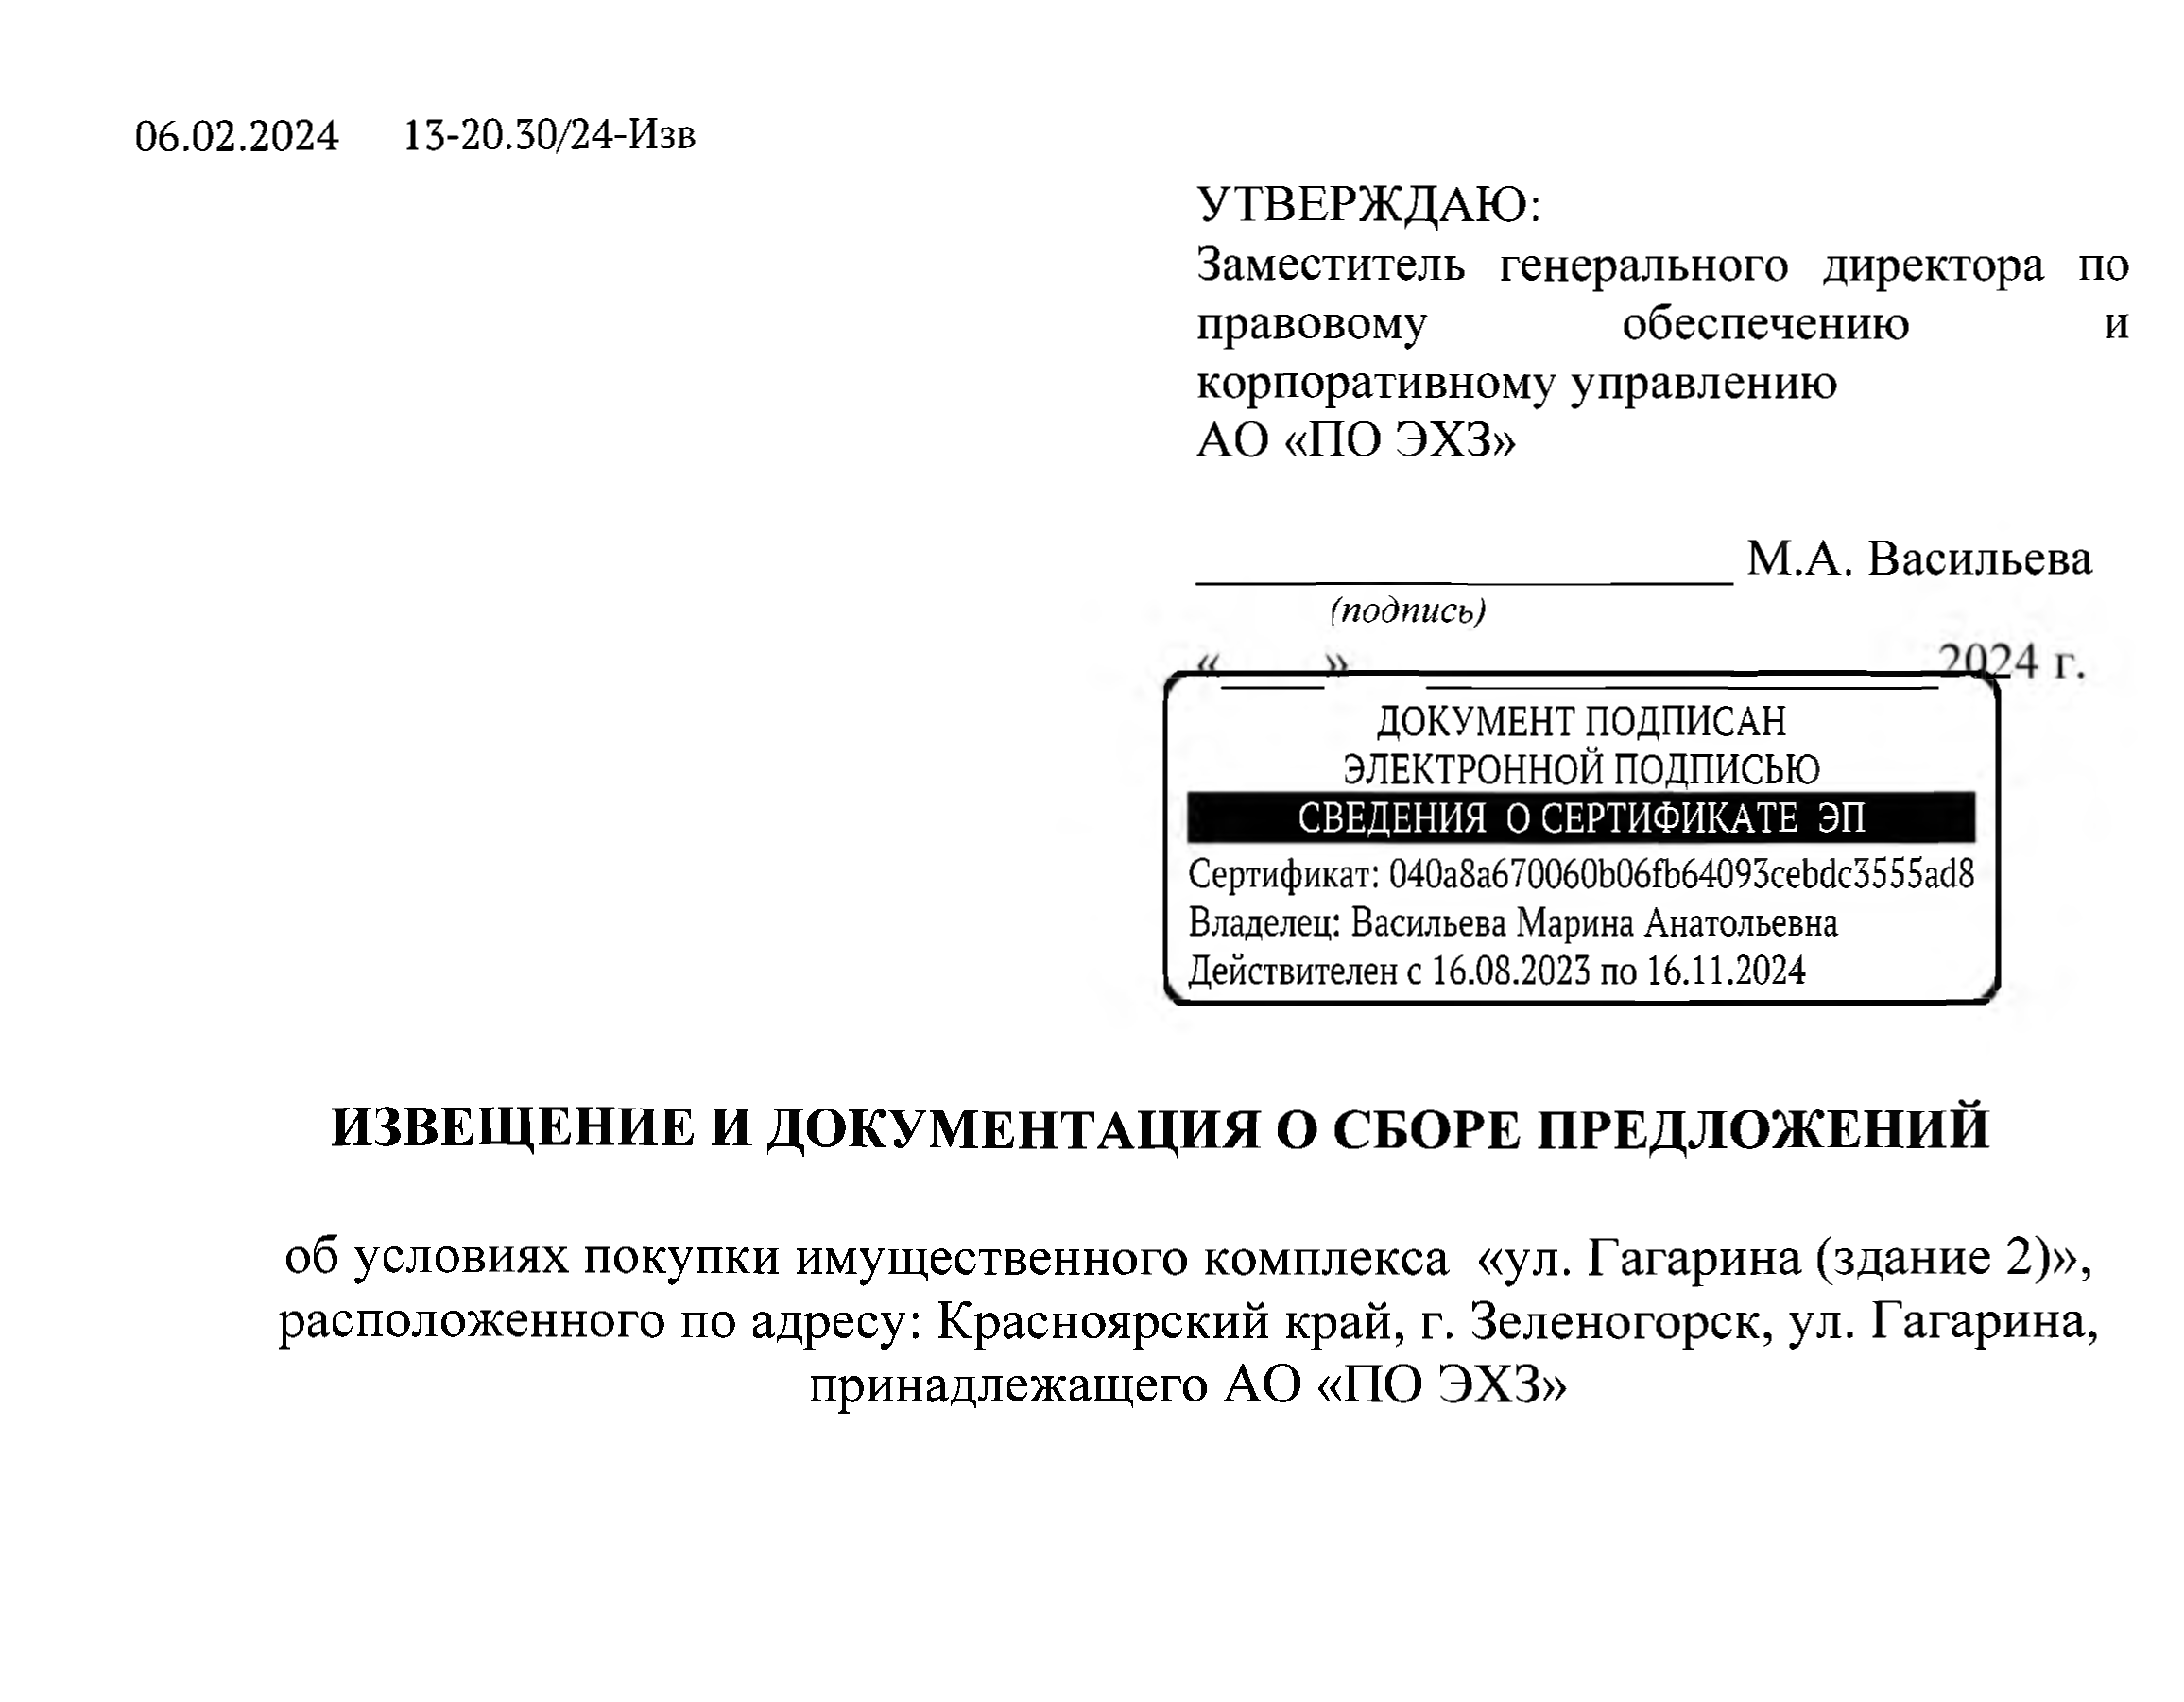 06.02.2024 13-20.30/24-Изв
УТВЕРЖДАЮ:
Заместитель генерального директора по
правовому обеспечению и
корпоративному управлению
АО «ПО ЭХЗ»
____________________ М.А. Васильева
(подпись)
«____» ____________________2024 г.
ДОКУМЕНТ ПОДПИСАН
ЭЛЕКТРОННОЙ ПОДПИСЬЮ
СВЕДЕНИЯ О СЕРТИФИКАТЕ ЭП
Сертификат: 040a8a670060b06fb64093cebdc3555ad8
Владелец: Васильева Марина Анатольевна
Действителен с 16.08.2023 по 16.11.2024
ИЗВЕЩЕНИЕ И ДОКУМЕНТАЦИЯ О СБОРЕ ПРЕДЛОЖЕНИЙ
об условиях покупки имущественного комплекса «ул. Гагарина (здание 2)»,
расположенного по адресу: Красноярский край, г. Зеленогорск, ул. Гагарина,
принадлежащего АО «ПО ЭХЗ»